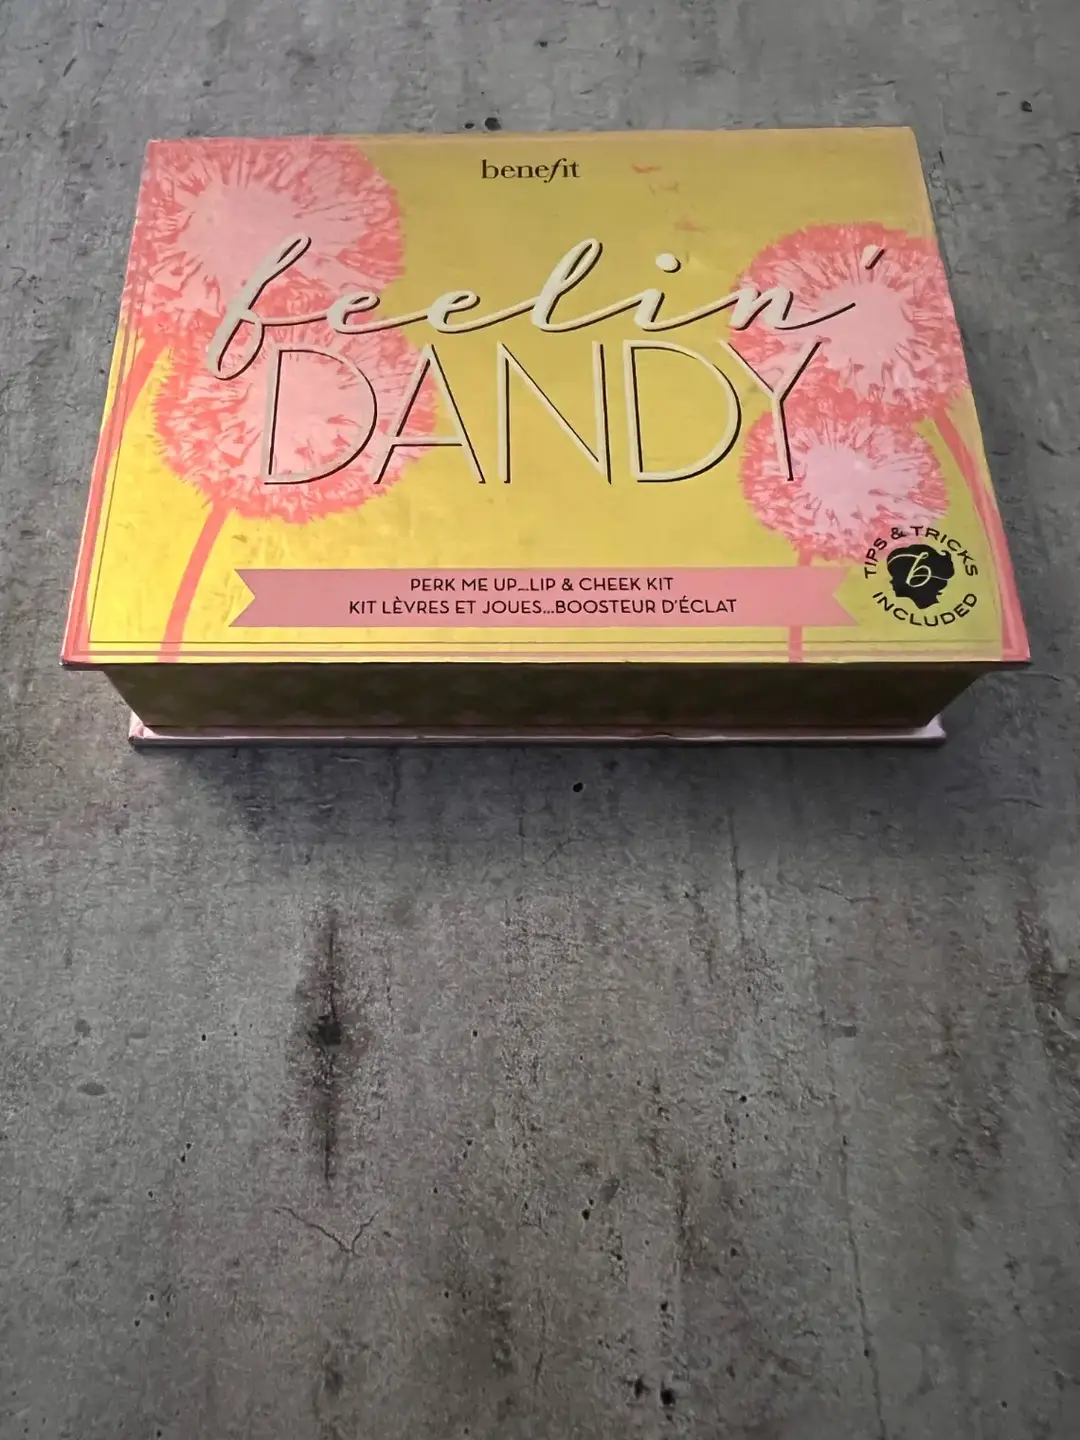 benefit
feelin'
DANDY
PERK ME UP...LIP & CHEEK KIT
KIT LÈVRES ET JOUES...BOOSTEUR D'ÉCLAT
TIPS & TRICKS
b
INCLUDED